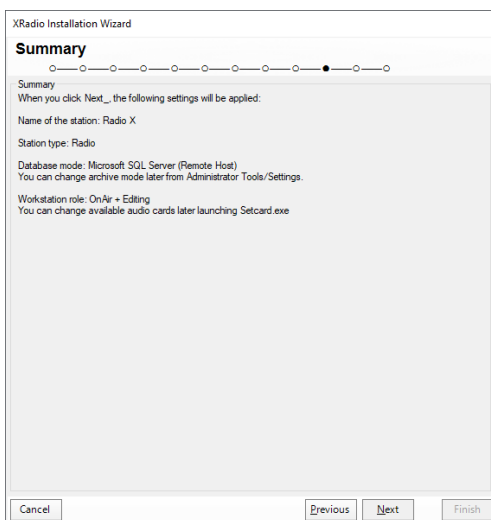 XRadio Installation Wizard
Summary
Summary
When you click Next_, the following settings will be applied:
Name of the station: Radio X
Station type: Radio
Database mode: Microsoft SQL Server (Remote Host)
You can change archive mode later from Administrator Tools/Settings.
Workstation role: OnAir + Editing
You can change available audio cards later launching Setcard.exe
Cancel
Previous
Next
Finish